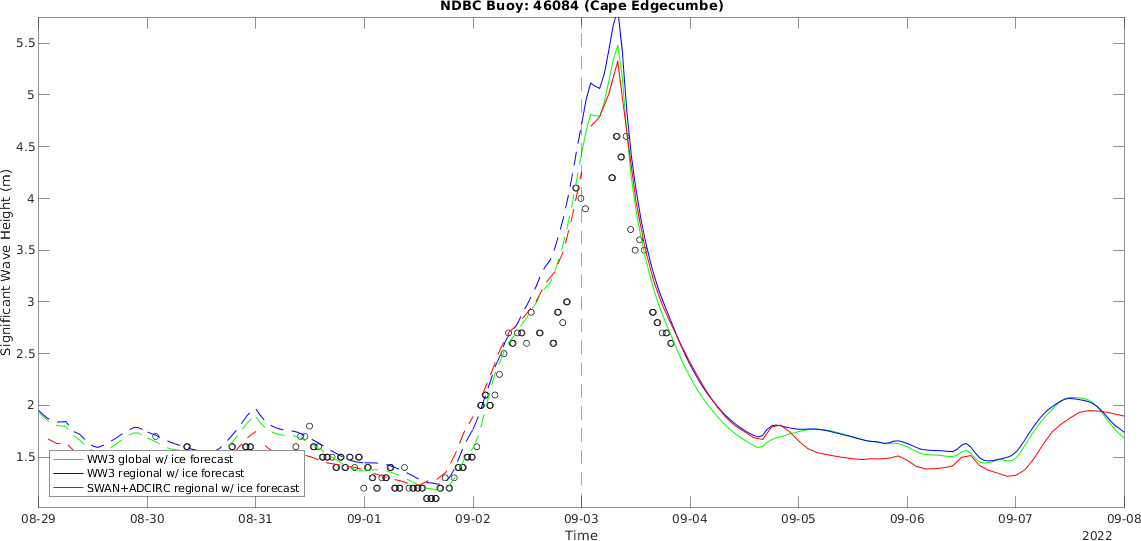 NDBC Buoy: 46084 (Cape Edgecumbe)
5.5
5
4.5
4
3.5
3
2.5
2
1.5
Significant Wave Height (m)
WW3 global w/ ice forecast
WW3 regional w/ ice forecast
SWAN+ADCIRC regional w/ ice forecast
08-29 08-30 08-31 09-01 09-02 09-03 09-04 09-05 09-06 09-07 09-08
Time
2022